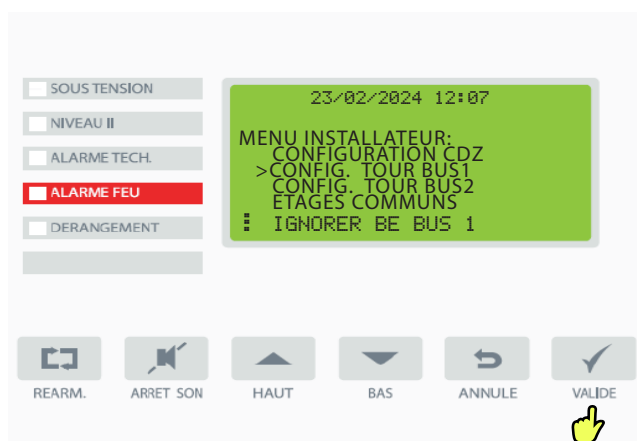 SOUS TENSION
NIVEAU II
ALARME TECH.
ALARME FEU
DERANGEMENT
23/02/2024 12:07
MENU INSTALLATEUR:
CONFIGURATION CDZ
>CONFIG. TOUR BUS1
CONFIG. TOUR BUS2
ETAGES COMMUNS
IGNORER BE BUS 1
REARM.
ARRET SON
HAUT
BAS
ANNULE
VALIDE